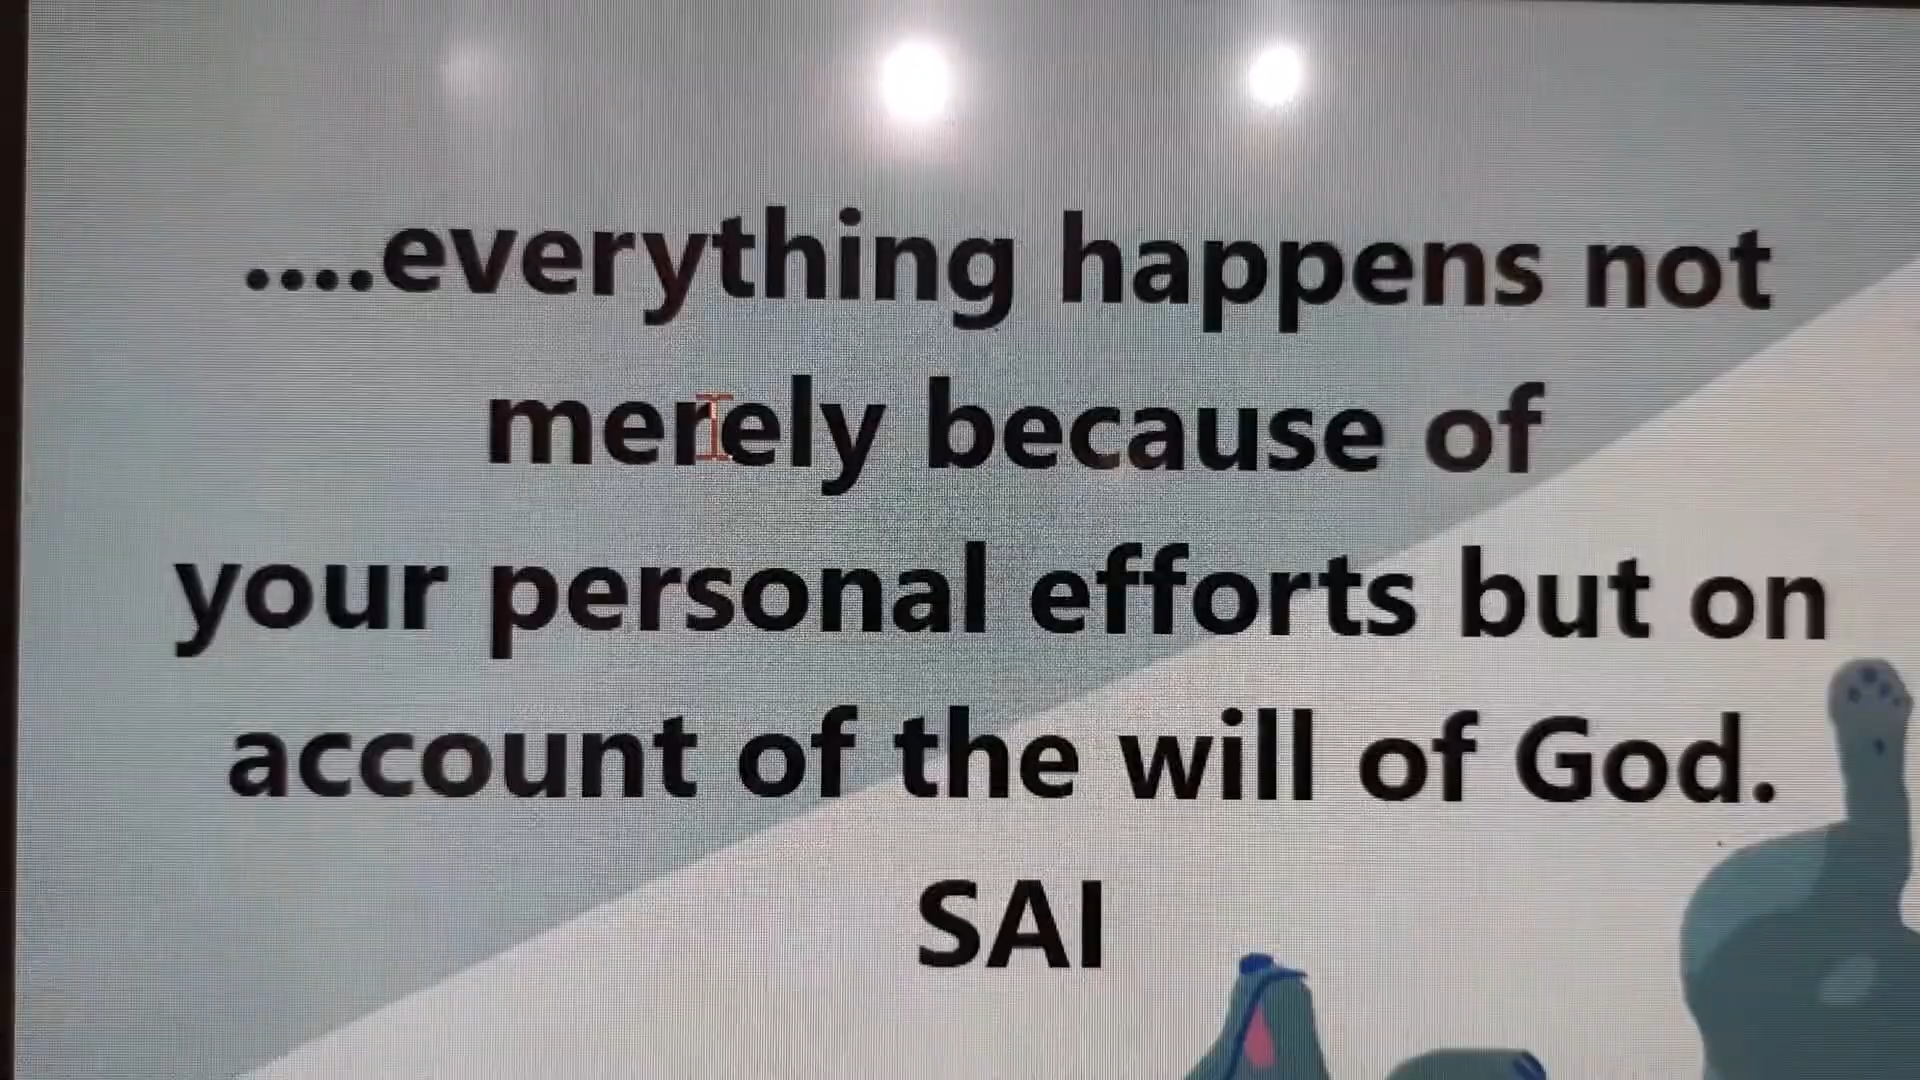 ....everything happens not
merely because of
your personal efforts but on
account of the will of God.
SAI